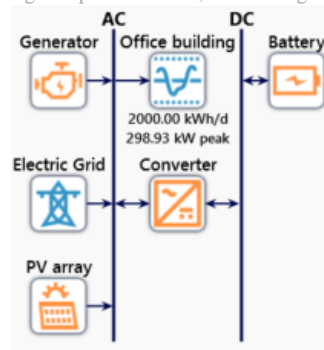 AC DC
Generator Office building Battery
2000.00 kWh/d
298.93 kW peak
Electric Grid Converter
PV array